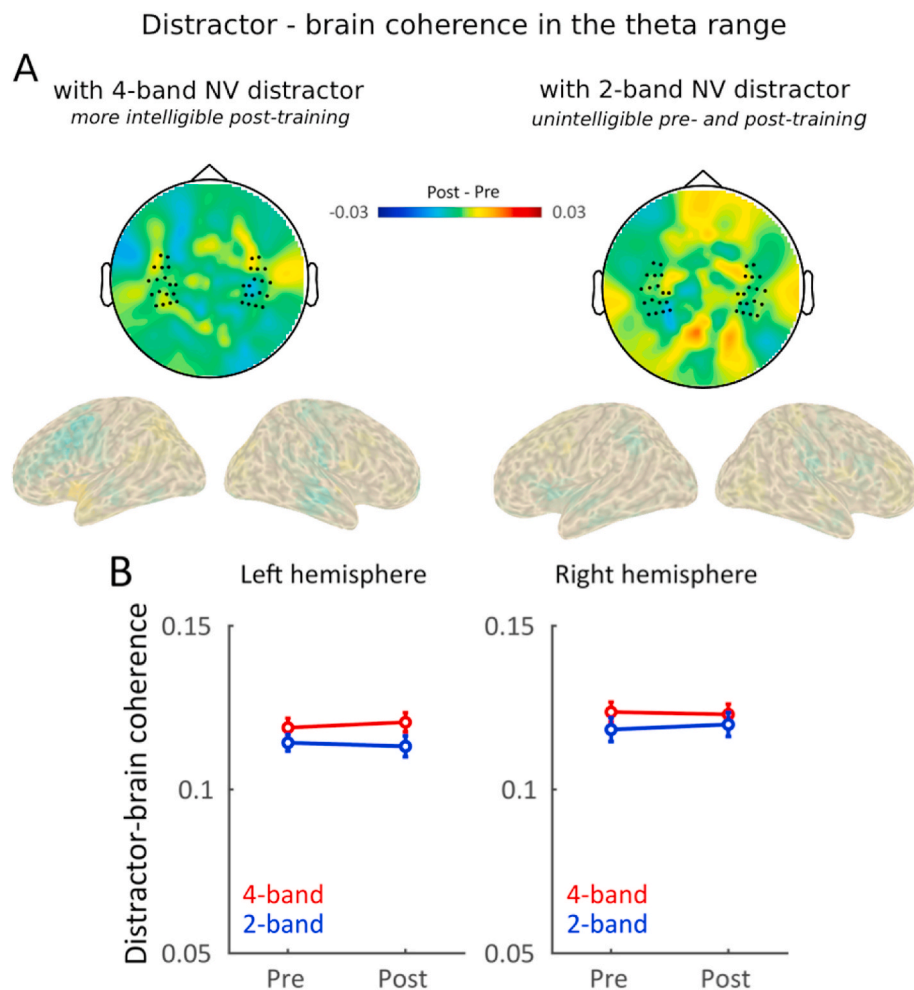 Distractor - brain coherence in the theta range
A
with 4-band NV distractor
more intelligible post-training
with 2-band NV distractor
unintelligible pre- and post-training
Post - Pre
-0.03
0.03
B
Left hemisphere
Right hemisphere
Distractor-brain coherence
0.15
0.1
0.05
4-band
2-band
Pre
Post
0.15
0.1
0.05
4-band
2-band
Pre
Post